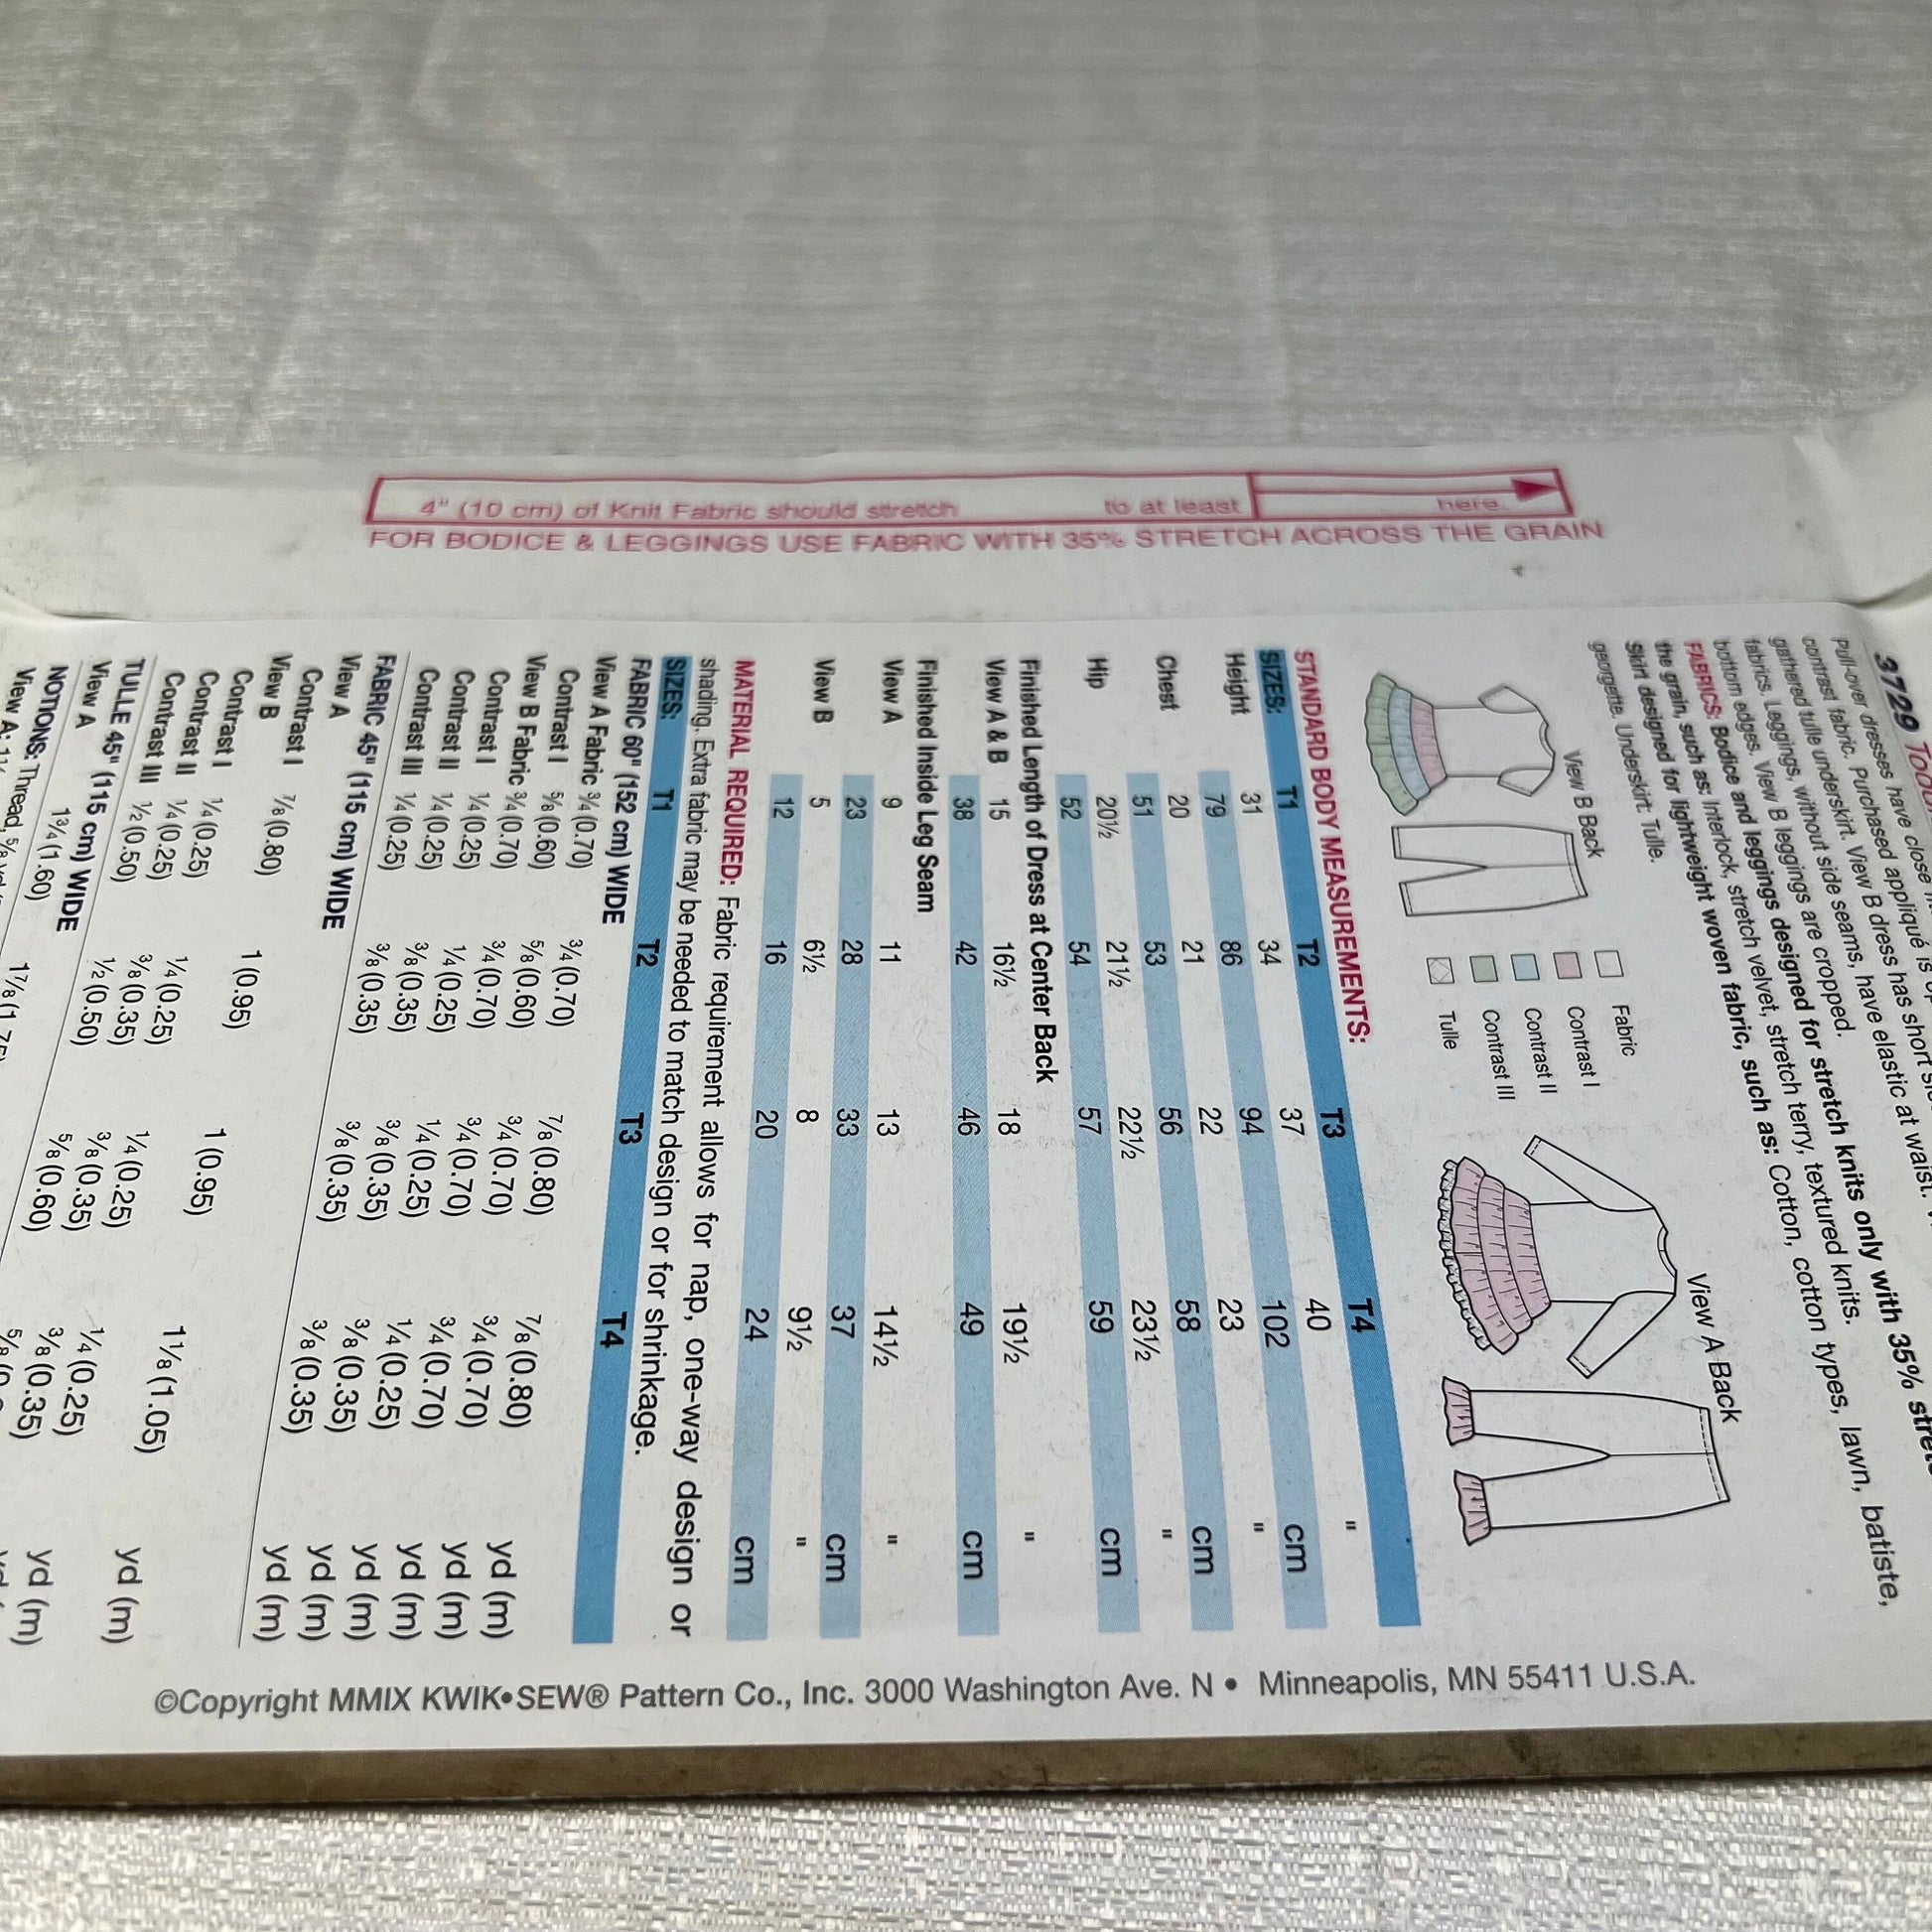 3729
Pull-over dresses have close
contrast fabric. Purchased appliqué is
gathered tulle underskirt. View B dress has short
fabrics. Leggings, without side seams, have elastic at waist.
bottom edges. View B leggings are cropped.
FABRICS: Bodice and leggings designed for stretch knits only with 35%
the grain, such as: Interlock, stretch velvet, stretch terry, textured knits.
Skirt designed for lightweight woven fabric, such as: Cotton, cotton types, lawn, batiste,
georgette. Underskirt: Tulle.
View B Back
Fabric
Contrast I
Contrast II
Contrast III
Tulle
View A Back
STANDARD BODY MEASUREMENTS:
SIZES: T1 T2 T3 T4
Height 31 34 37 40 "
79 86 94 102 cm
Chest 20 21 22 23 "
51 53 56 58 cm
Hip 20½ 21½ 22½ 23½ "
52 54 57 59 cm
Finished Length of Dress at Center Back
View A & B 15 16½ 18 19½ "
38 42 46 49 cm
Finished Inside Leg Seam
View A 9 11 13 14½ "
23 28 33 37 cm
View B 5 6½ 8 9½ "
12 16 20 24 cm
MATERIAL REQUIRED: Fabric requirement allows for nap, one-way design or
shading. Extra fabric may be needed to match design or for shrinkage.
SIZES: T1 T2 T3 T4
FABRIC 60" (152 cm) WIDE
View A Fabric ¾ (0.70) ¾ (0.70) ⅞ (0.80) ⅞ (0.80) yd (m)
Contrast I ⅝ (0.60) ⅝ (0.60) ¾ (0.70) ¾ (0.70) yd (m)
View B Fabric ¾ (0.70) ¾ (0.70) ¾ (0.70) ¾ (0.70) yd (m)
Contrast I ¼ (0.25) ¼ (0.25) ¼ (0.25) ¼ (0.25) yd (m)
Contrast II ¼ (0.25) ⅜ (0.35) ⅜ (0.35) ⅜ (0.35) yd (m)
Contrast III ¼ (0.25) ⅜ (0.35) ⅜ (0.35) ⅜ (0.35) yd (m)
FABRIC 45" (115 cm) WIDE
View A
Contrast I ⅞ (0.80) 1 (0.95) 1 (0.95) 1⅛ (1.05) yd (m)
View B
Contrast I ¼ (0.25) ¼ (0.25) ¼ (0.25) ¼ (0.25) yd (m)
Contrast II ¼ (0.25) ⅜ (0.35) ⅜ (0.35) ⅜ (0.35)
Contrast III ½ (0.50) ½ (0.50) ⅝ (0.60)
TULLE 45" (115 cm) WIDE
View A 1¾ (1.60) 1⅞ (1.75)
NOTIONS: Thread,
View A:
FOR BODICE & LEGGINGS USE FABRIC WITH 35% STRETCH ACROSS THE GRAIN
4" (10 cm) of Knit Fabric should stretch to at least here.
©Copyright MMIX KWIK•SEW® Pattern Co., Inc. 3000 Washington Ave. N • Minneapolis, MN 55411 U.S.A.